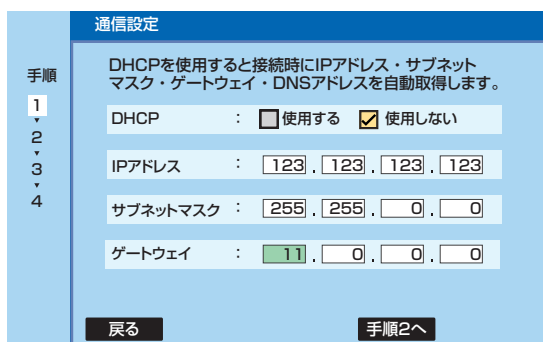 通信設定
DHCPを使用すると接続時にIPアドレス・サブネット
マスク・ゲートウェイ・DNSアドレスを自動取得します。
手順
1
2
3
4
DHCP : 使用する 使用しない
IPアドレス : 123 . 123 . 123 . 123
サブネットマスク : 255 . 255 . 0 . 0
ゲートウェイ : 11 . 0 . 0 . 0
戻る 手順2へ